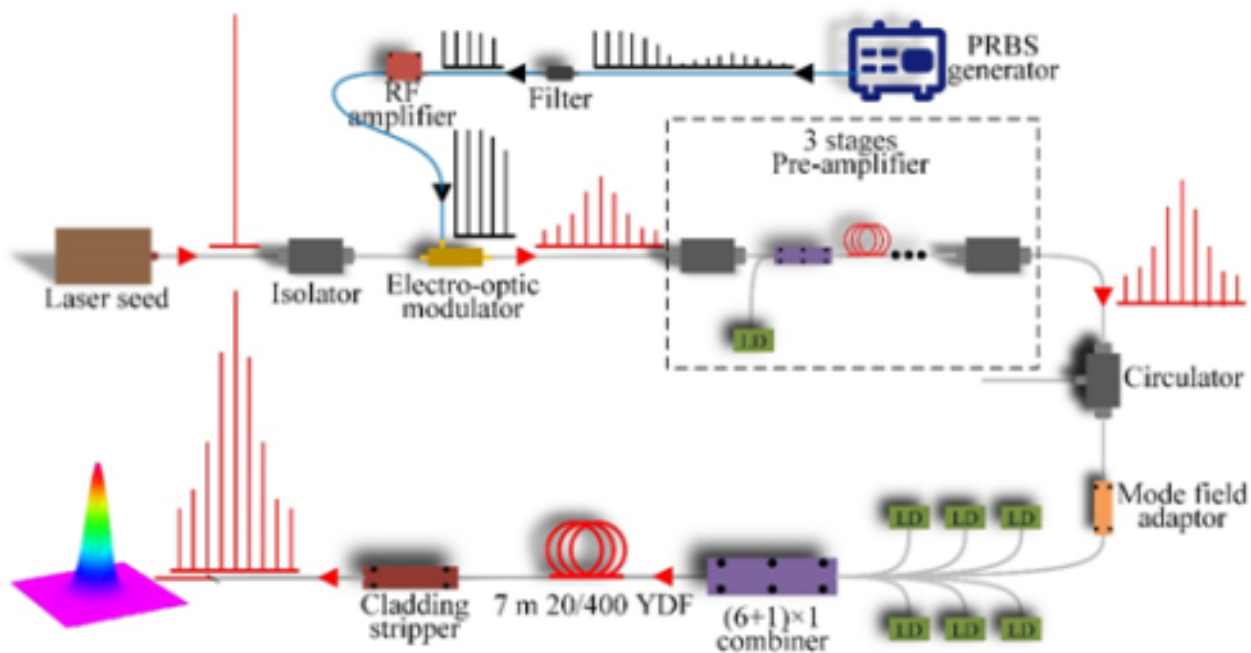 PRBS
generator
RF
amplifier
Filter
3 stages
Pre-amplifier
Laser seed
Isolator
Electro-optic
modulator
LD
Circulator
Mode field
adaptor
LD LD LD
Cladding
stripper
7 m 20/400 YDF
(6+1)×1
combiner
LD LD LD